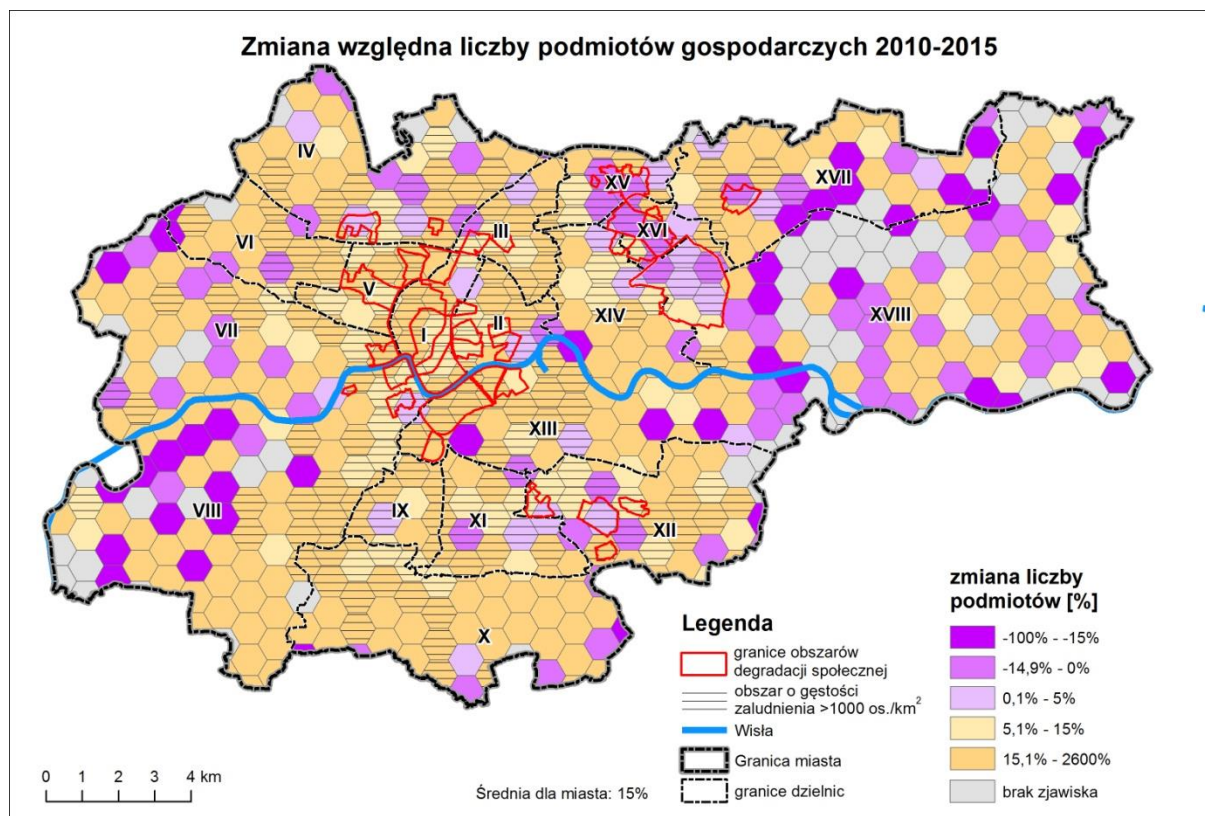 Zmiana względna liczby podmiotów gospodarczych 2010-2015
IV
XV
XVII
III
XVI
VI
V
XVIII
VII
I
II
XIV
XIII
VIII
IX
XI
XII
X
zmiana liczby
podmiotów [%]
-100% - -15%
-14,9% - 0%
0,1% - 5%
5,1% - 15%
15,1% - 2600%
brak zjawiska
Legenda
granice obszarów
degradacji społecznej
obszar o gęstości
zaludnienia >1000 os./km²
Wisła
Granica miasta
granice dzielnic
0 1 2 3 4 km
Średnia dla miasta: 15%